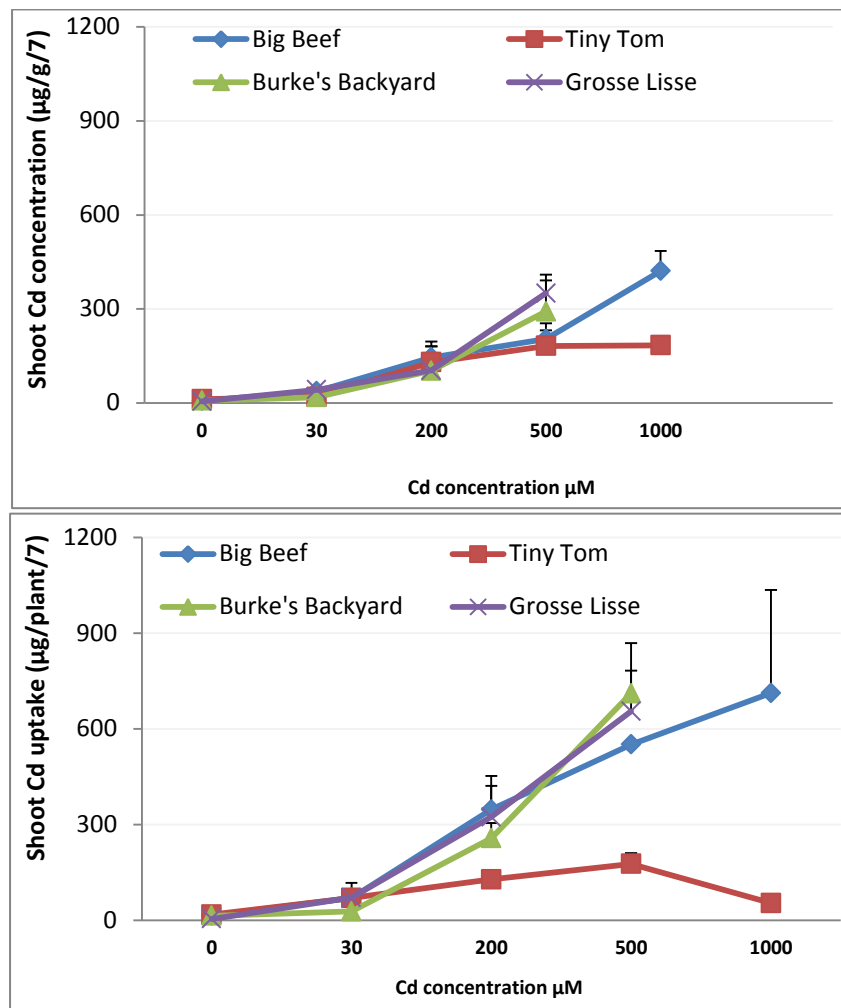 Shoot Cd concentration (µg/g/7)
1200
900
600
300
0
Big Beef
Tiny Tom
Burke's Backyard
Grosse Lisse
0 30 200 500 1000
Cd concentration µM
Shoot Cd uptake (µg/plant/7)
1200
900
600
300
0
Big Beef
Tiny Tom
Burke's Backyard
Grosse Lisse
0 30 200 500 1000
Cd concentration µM